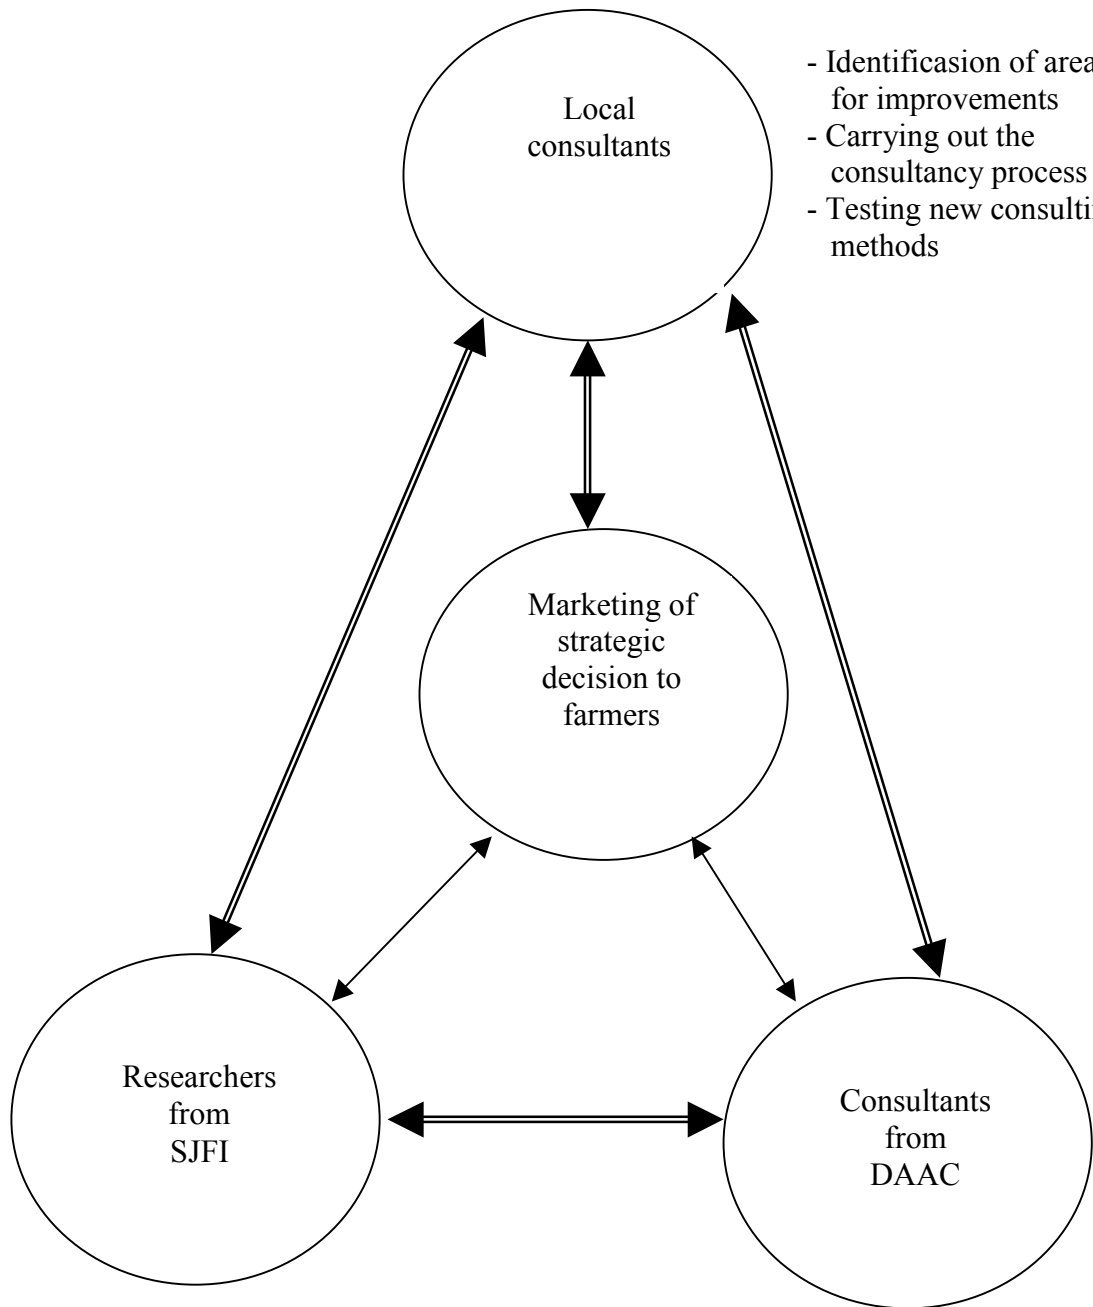 Local
consultants
- Identificasion of area
for improvements
- Carrying out the
consultancy process
- Testing new consulti
methods
Marketing of
strategic
decision to
farmers
Researchers
from
SJFI
Consultants
from
DAAC